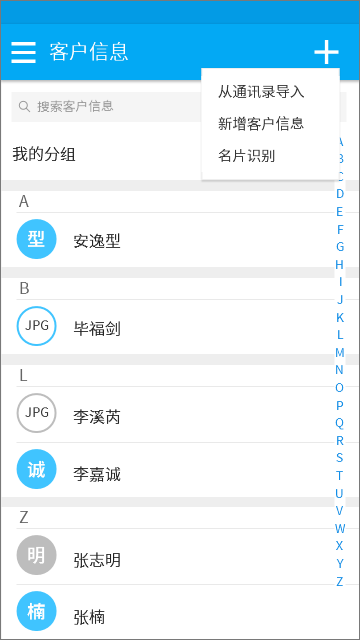 客户信息
从通讯录导入
新增客户信息
名片识别
搜索客户信息
我的分组
A
型 安逸型
B
JPG 毕福剑
L
JPG 李溪芮
诚 李嘉诚
Z
明 张志明
楠 张楠
A
B
C
D
E
F
G
H
I
J
K
L
M
N
O
P
Q
R
S
T
U
V
W
X
Y
Z